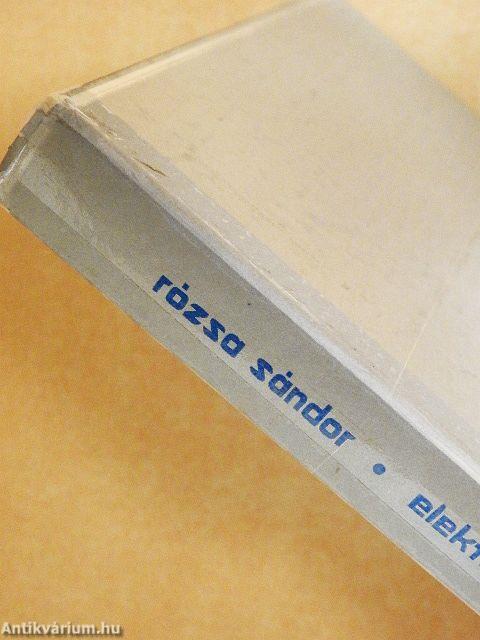 rózsa sándor • elekt
Antikvárium.hu